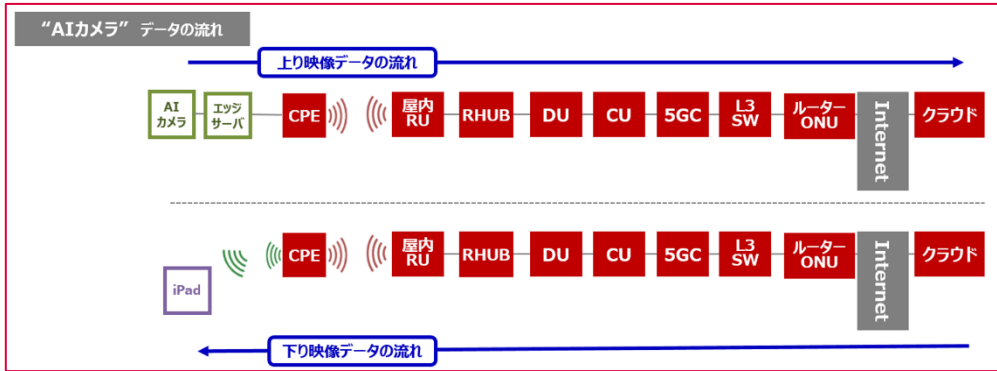 “AIカメラ” データの流れ
上り映像データの流れ
AI
カメラ
エッジ
サーバ
CPE
屋内
RU
RHUB
DU
CU
5GC
L3
SW
ルーター
ONU
Internet
クラウド
iPad
CPE
屋内
RU
RHUB
DU
CU
5GC
L3
SW
ルーター
ONU
Internet
クラウド
下り映像データの流れ